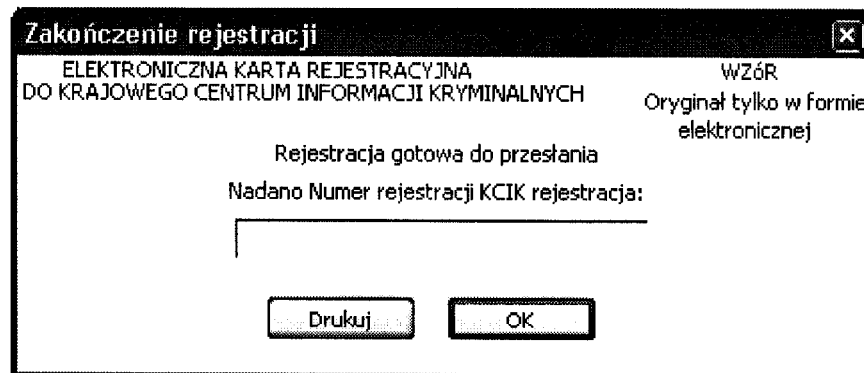 Zakończenie rejestracji
ELEKTRONICZNA KARTA REJESTRACYJNA
DO KRAJOWEGO CENTRUM INFORMACJI KRYMINALNYCH
WZóR
Oryginał tylko w formie
elektronicznej
Rejestracja gotowa do przesłania
Nadano Numer rejestracji KCIK rejestracja:
Drukuj
OK